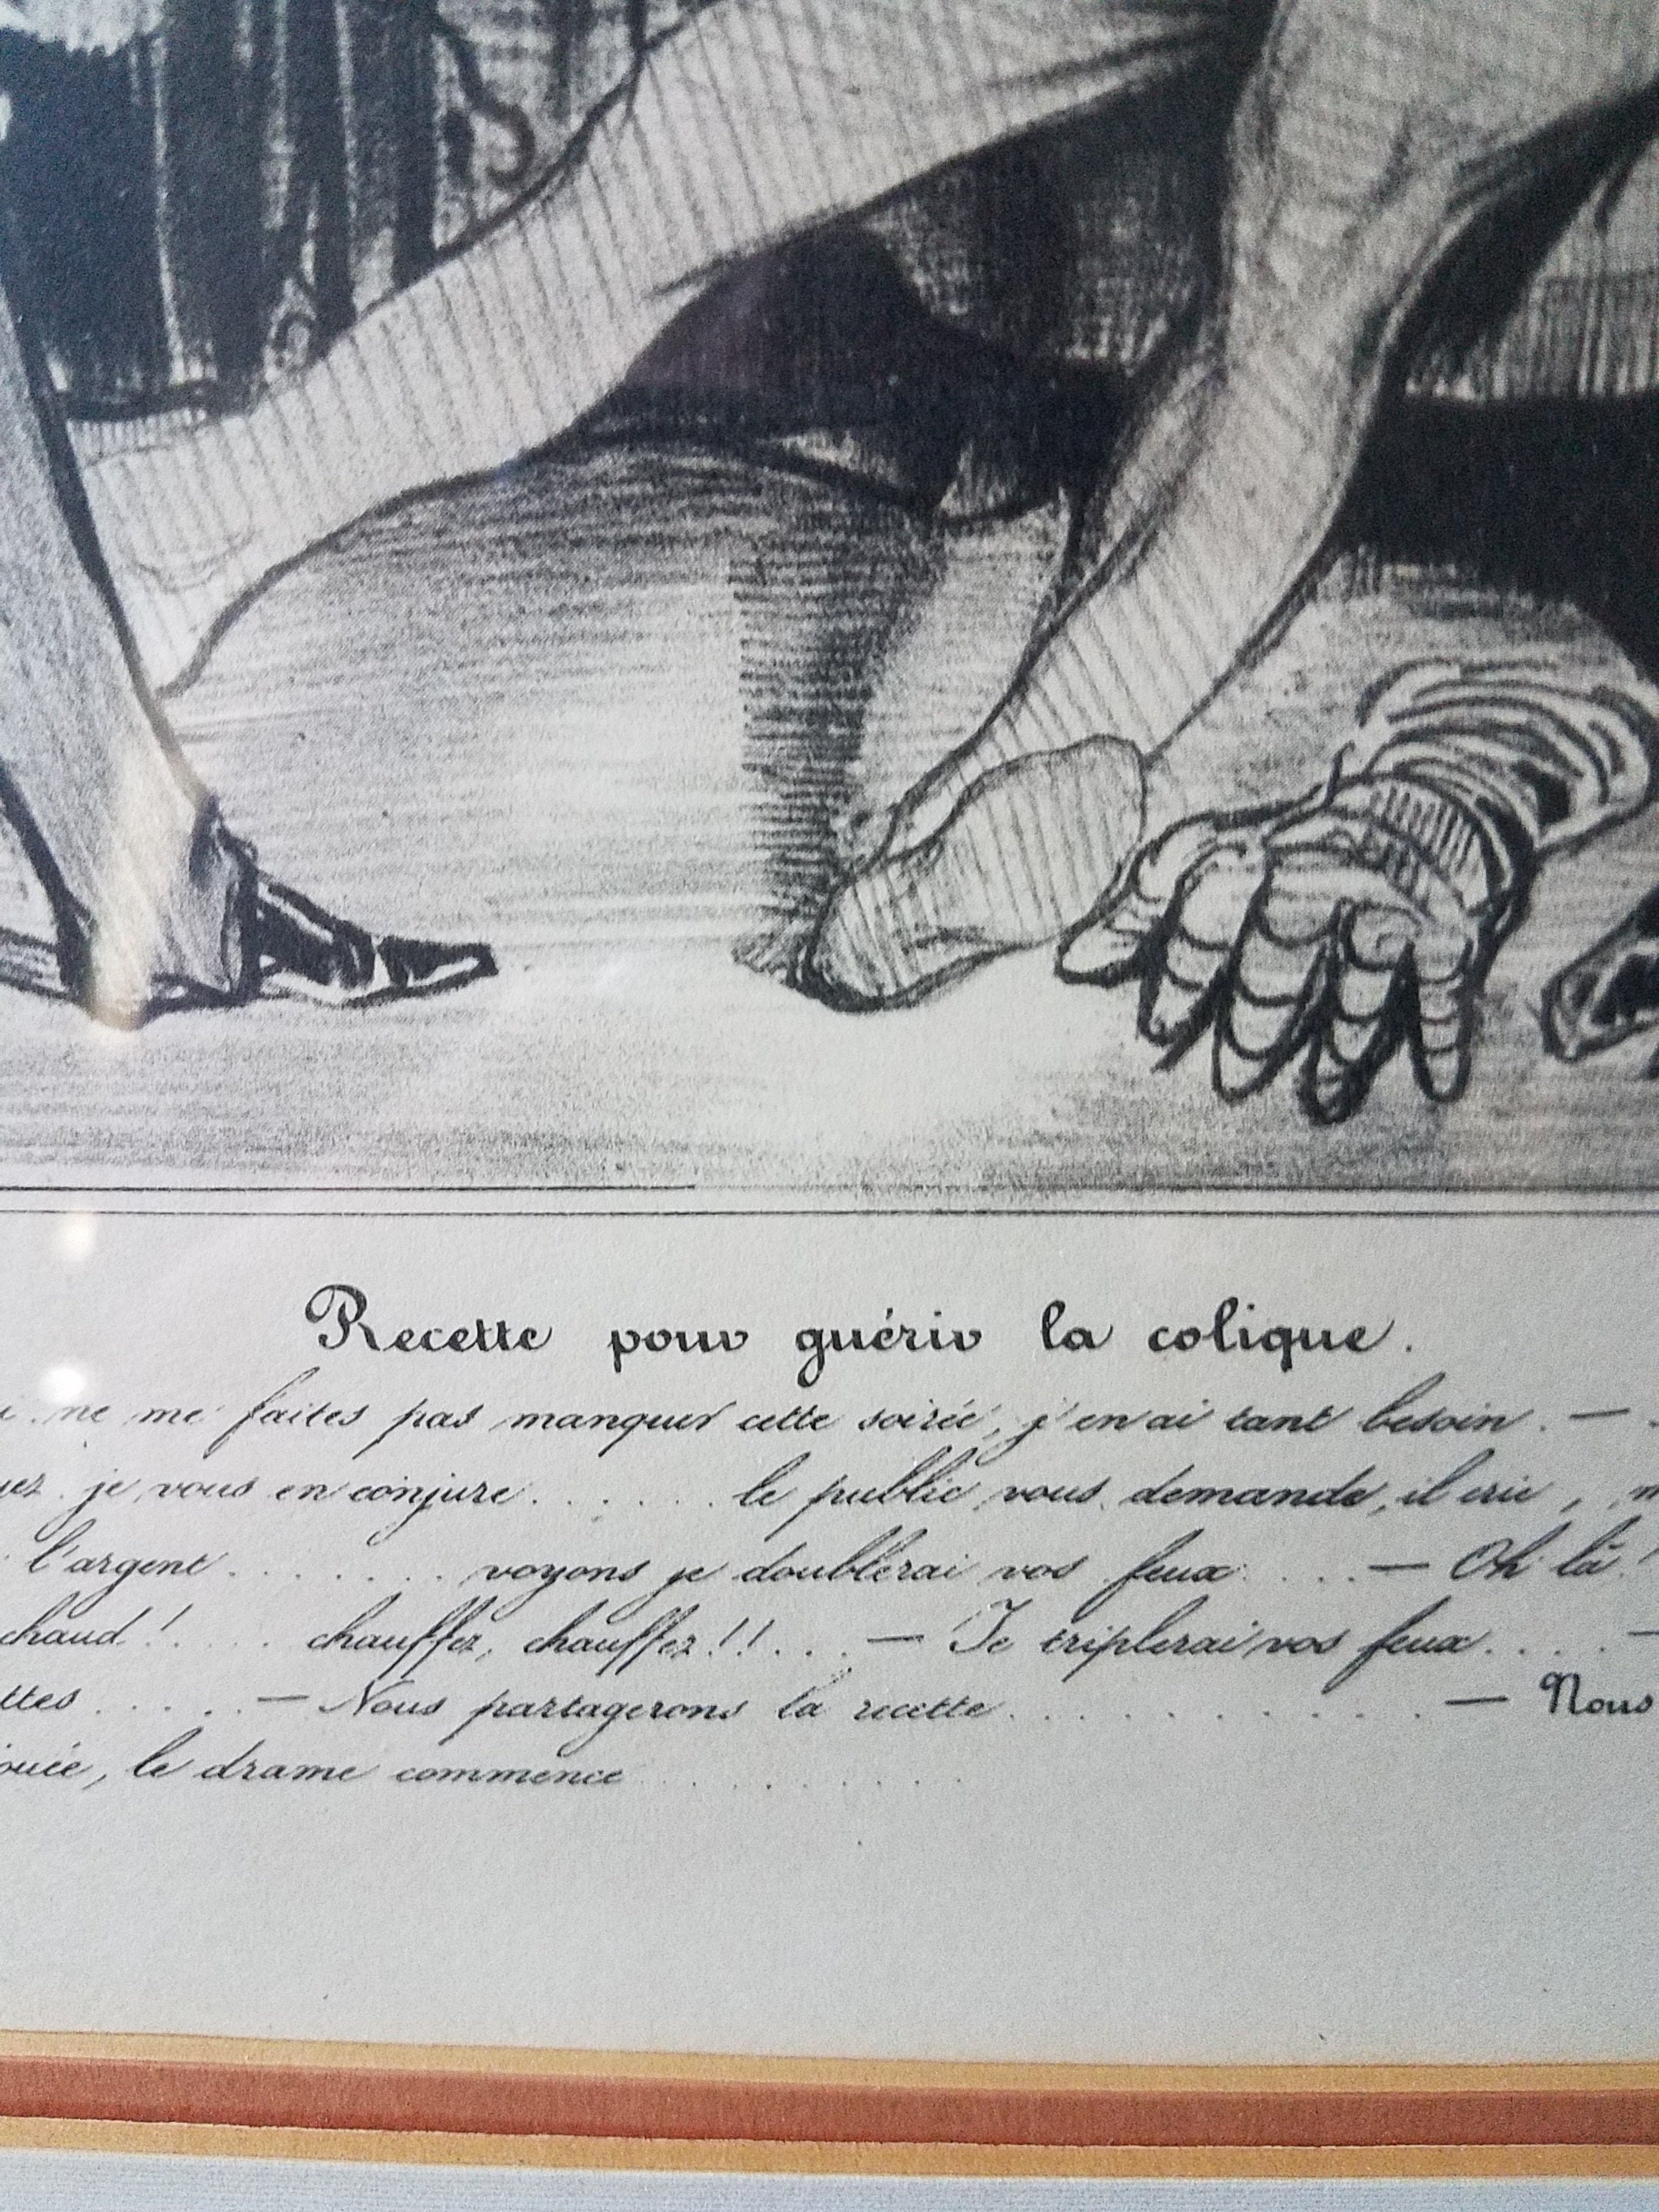 Recette pour guérir la colique.
ne me faites pas manquer cette soirée, j'en ai tant besoin. —
je vous en conjure....... le public vous demande, il crie,
l'argent........ voyons je doublerai vos feux.... — Oh là!
chaud!.... chauffez, chauffez!!... — Je triplerai vos feux.... —
..... — Nous partagerons la recette............. — Nous
le drame commence...........